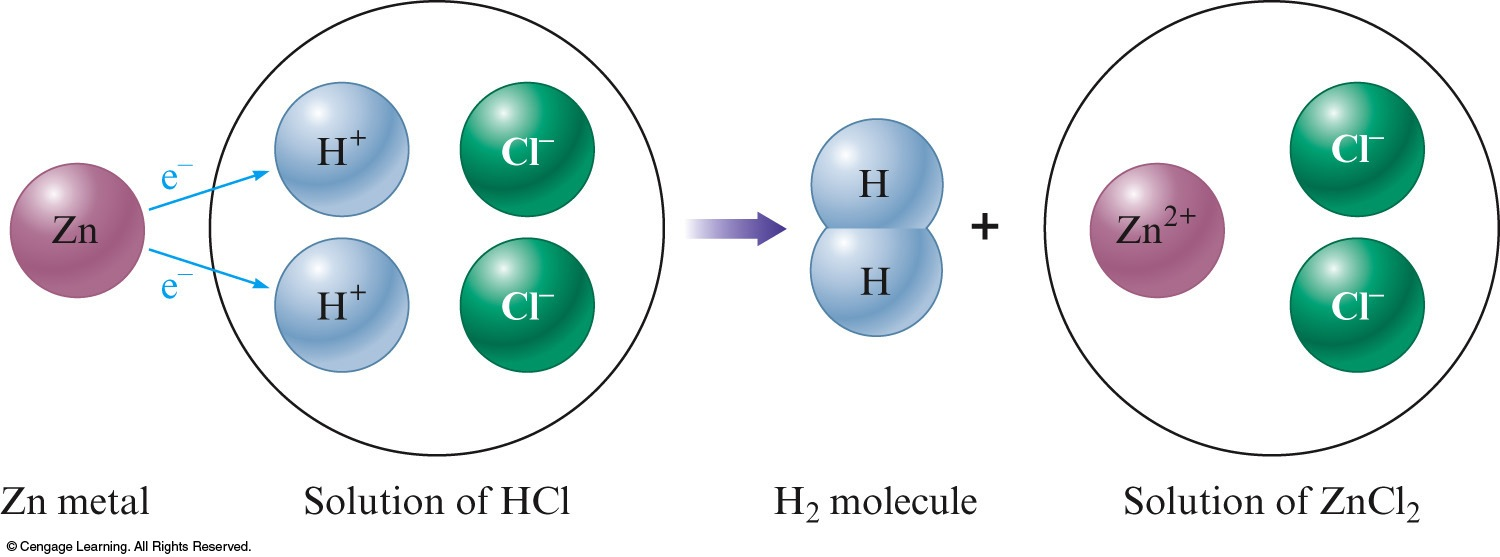 Zn
e⁻
e⁻
H⁺
Cl⁻
H⁺
Cl⁻
H
H
+
Zn²⁺
Cl⁻
Cl⁻
Zn metal
Solution of HCl
H₂ molecule
Solution of ZnCl₂
© Cengage Learning. All Rights Reserved.